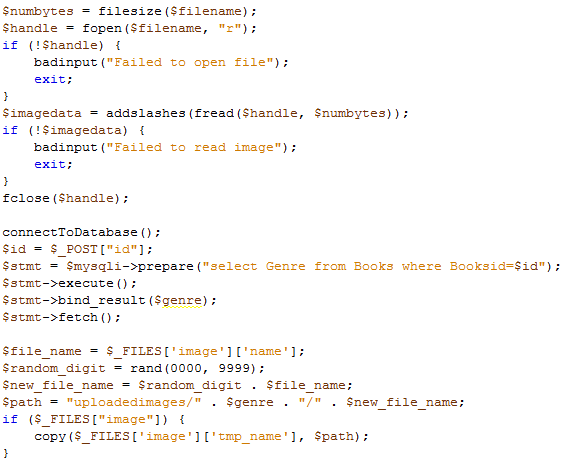 $numbytes = filesize($filename);
$handle = fopen($filename, "r");
if (!$handle) {
    badinput("Failed to open file");
    exit;
}
$imagedata = addslashes(fread($handle, $numbytes));
if (!$imagedata) {
    badinput("Failed to read image");
    exit;
}
fclose($handle);

connectToDatabase();
$id = $_POST["id"];
$stmt = $mysqli->prepare("select Genre from Books where Booksid=$id");
$stmt->execute();
$stmt->bind_result($genre);
$stmt->fetch();

$file_name = $_FILES['image']['name'];
$random_digit = rand(0000, 9999);
$new_file_name = $random_digit . $file_name;
$path = "uploadedimages/" . $genre . "/" . $new_file_name;
if ($_FILES["image"]) {
    copy($_FILES['image']['tmp_name'], $path);
}